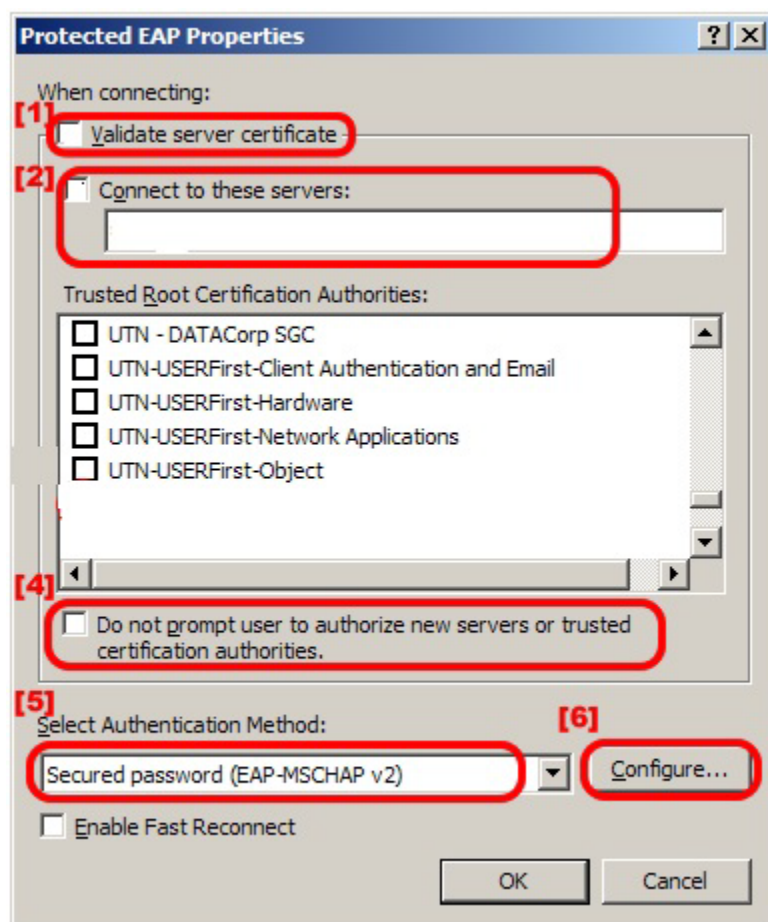 Protected EAP Properties
When connecting:
[1]
Validate server certificate
[2]
Connect to these servers:
Trusted Root Certification Authorities:
UTN - DATACorp SGC
UTN-USERFirst-Client Authentication and Email
UTN-USERFirst-Hardware
UTN-USERFirst-Network Applications
UTN-USERFirst-Object
[4]
Do not prompt user to authorize new servers or trusted
certification authorities.
[5]
Select Authentication Method:
[6]
Secured password (EAP-MSCHAP v2)
Configure...
Enable Fast Reconnect
OK Cancel